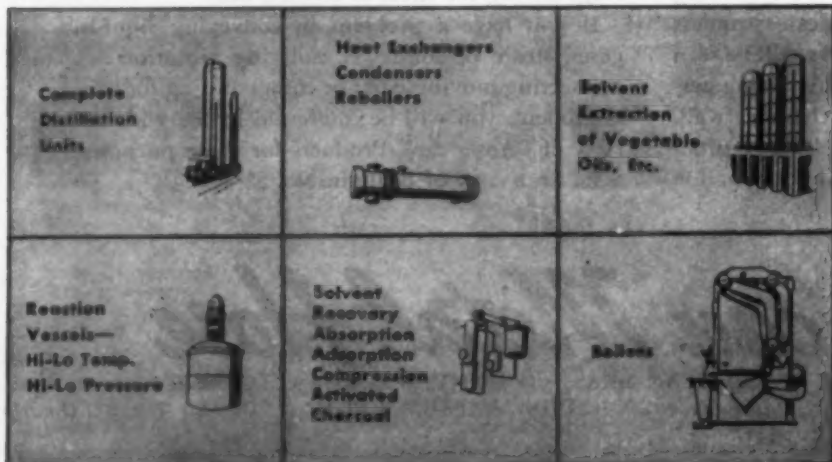 Complete
Distillation
Units
Heat Exchangers
Condensers
Reboilers
Solvent
Extraction
of Vegetable
Oils, Etc.
Reaction
Vessels—
Hi-Lo Temp.
Hi-Lo Pressure
Solvent
Recovery
Absorption
Adsorption
Compression
Activated
Charcoal
Boilers